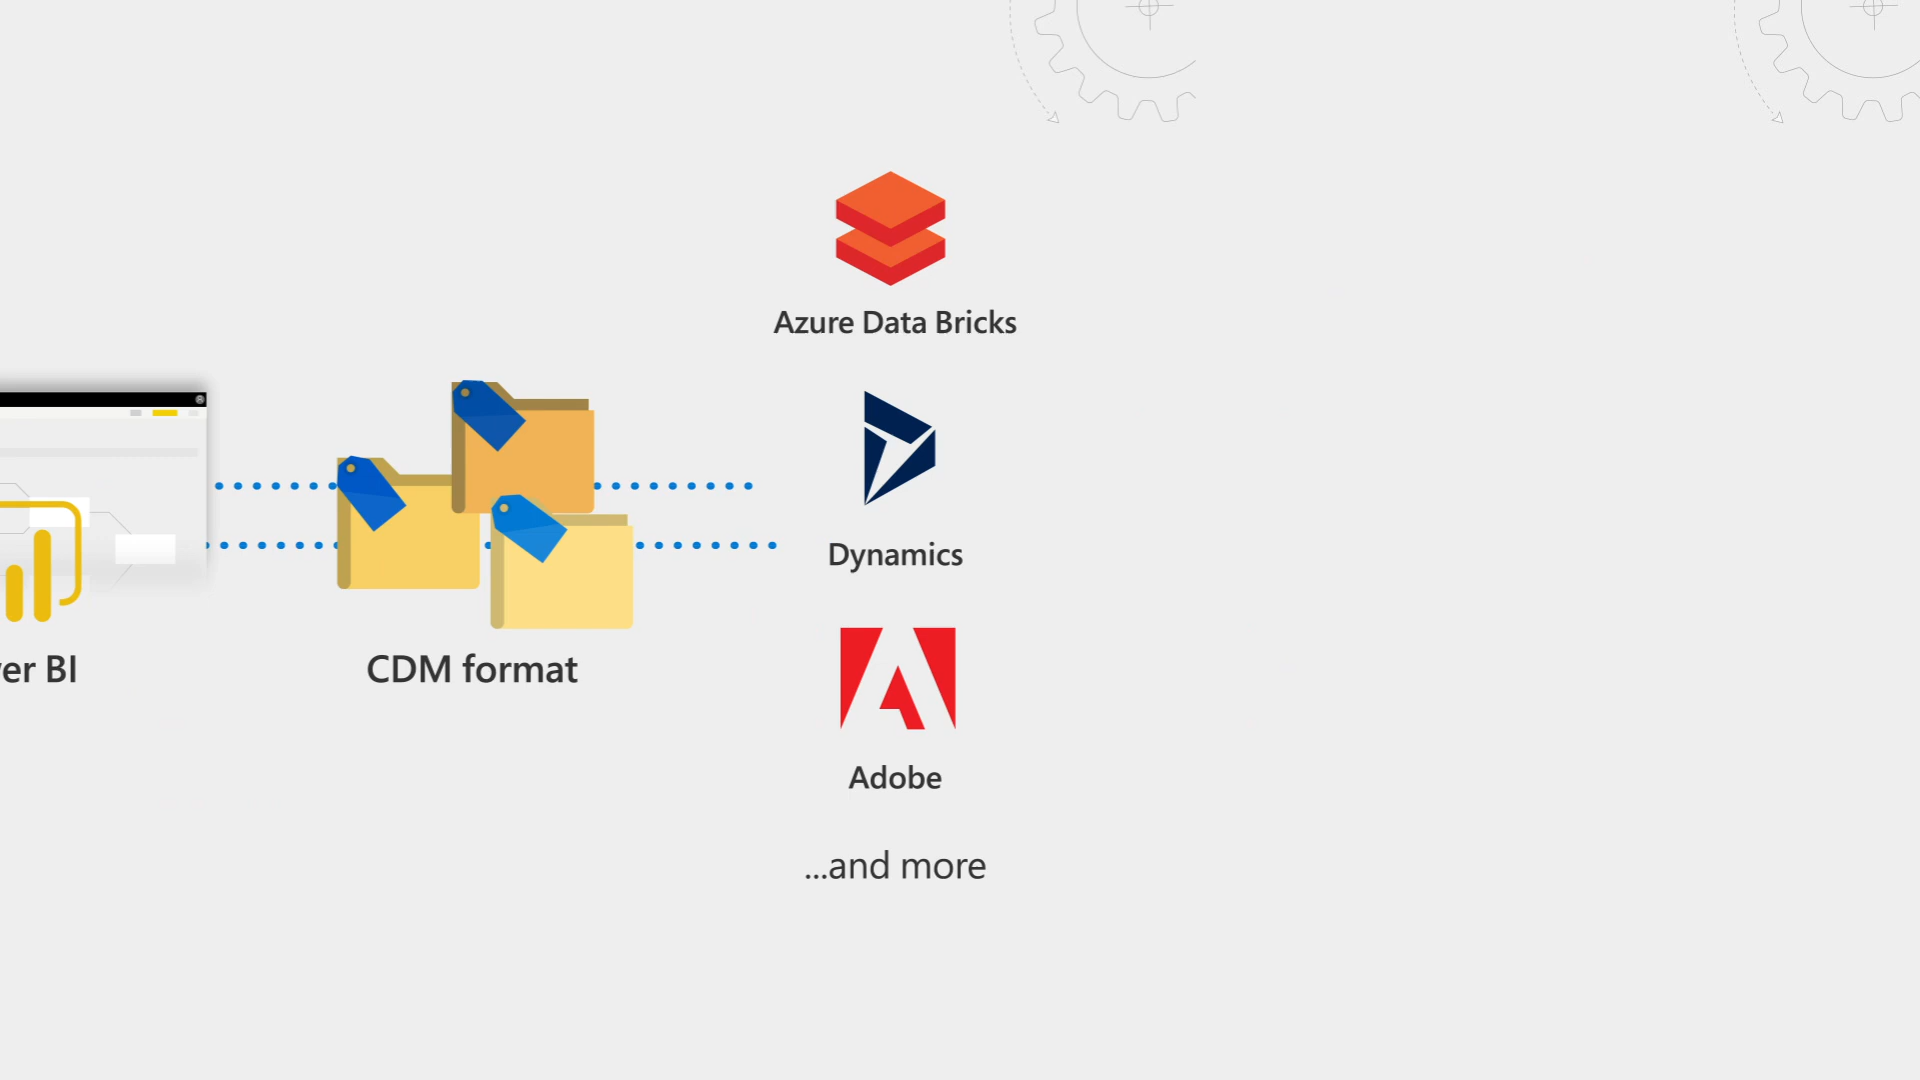 Azure Data Bricks
Dynamics
er BI
CDM format
Adobe
...and more